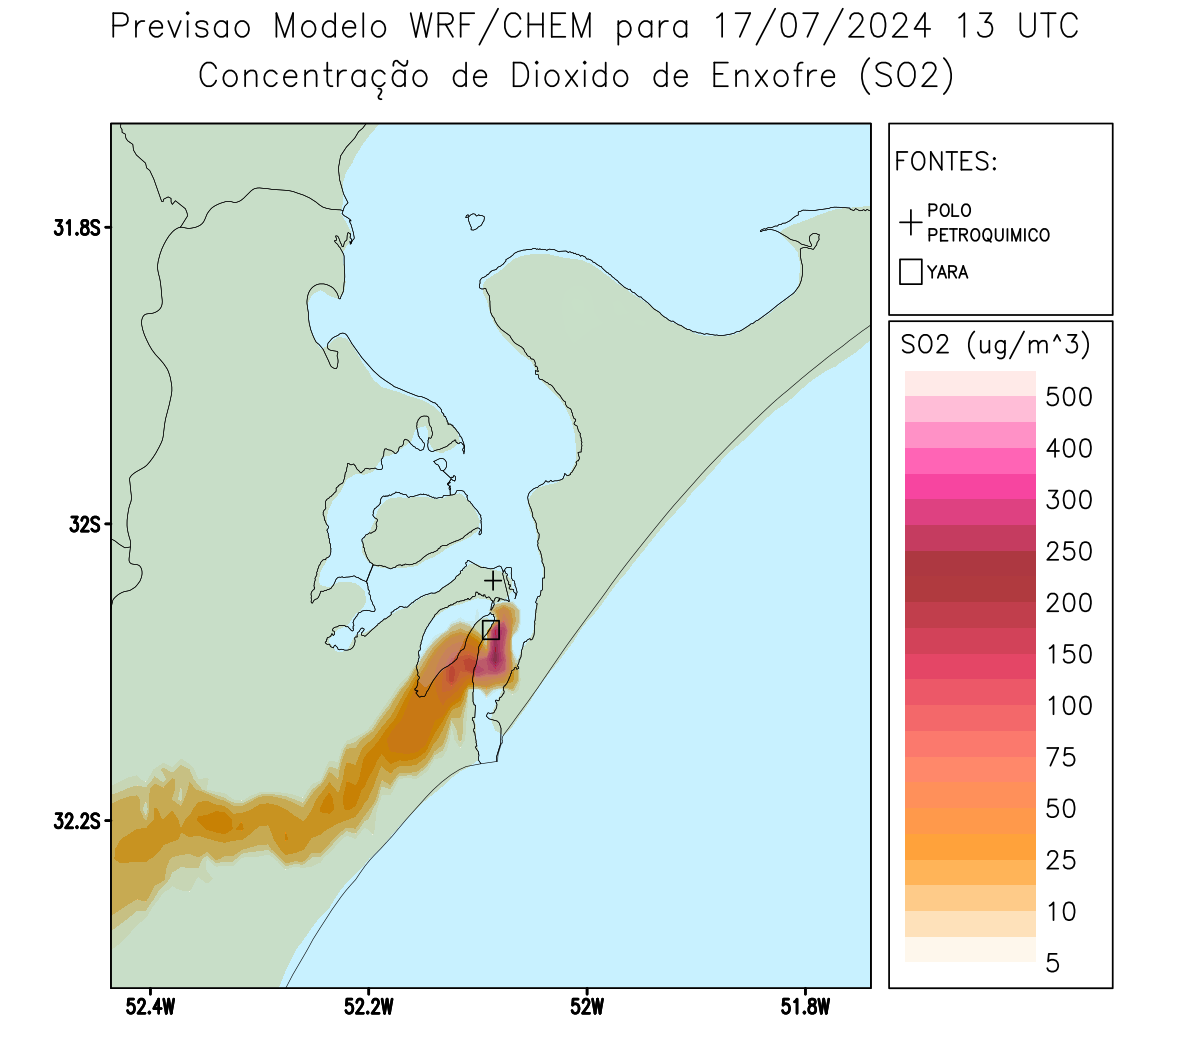 Previsao Modelo WRF/CHEM para 17/07/2024 13 UTC
Concentração de Dioxido de Enxofre (SO2)
FONTES:
POLO
PETROQUIMICO
YARA
SO2 (ug/m^3)
500
400
300
250
200
150
100
75
50
25
10
5
31.8S
32S
32.2S
52.4W
52.2W
52W
51.8W